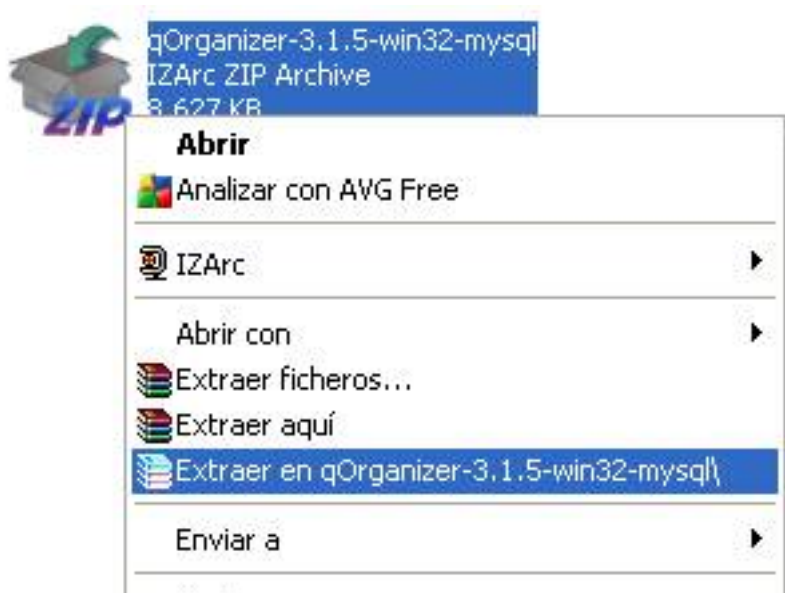 qOrganizer-3.1.5-win32-mysql
IZArc ZIP Archive
8.627 KB
ZIP
Abrir
Analizar con AVG Free
IZArc
Abrir con
Extraer ficheros...
Extraer aquí
Extraer en qOrganizer-3.1.5-win32-mysql\
Enviar a